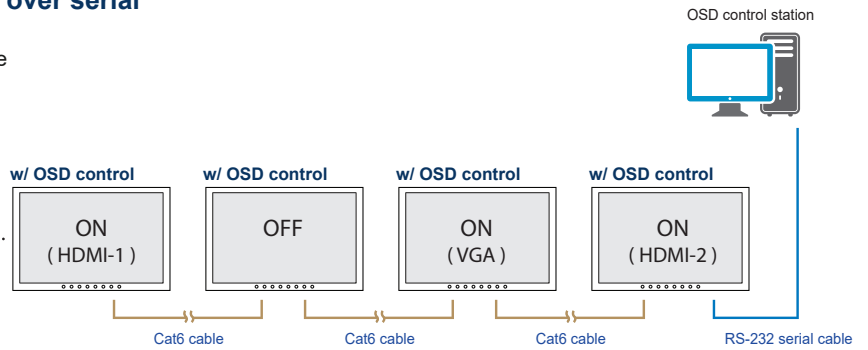 over serial
OSD control station
e
w/ OSD control
w/ OSD control
w/ OSD control
w/ OSD control
.
ON
( HDMI-1 )
OFF
ON
( VGA )
ON
( HDMI-2 )
Cat6 cable
Cat6 cable
Cat6 cable
RS-232 serial cable